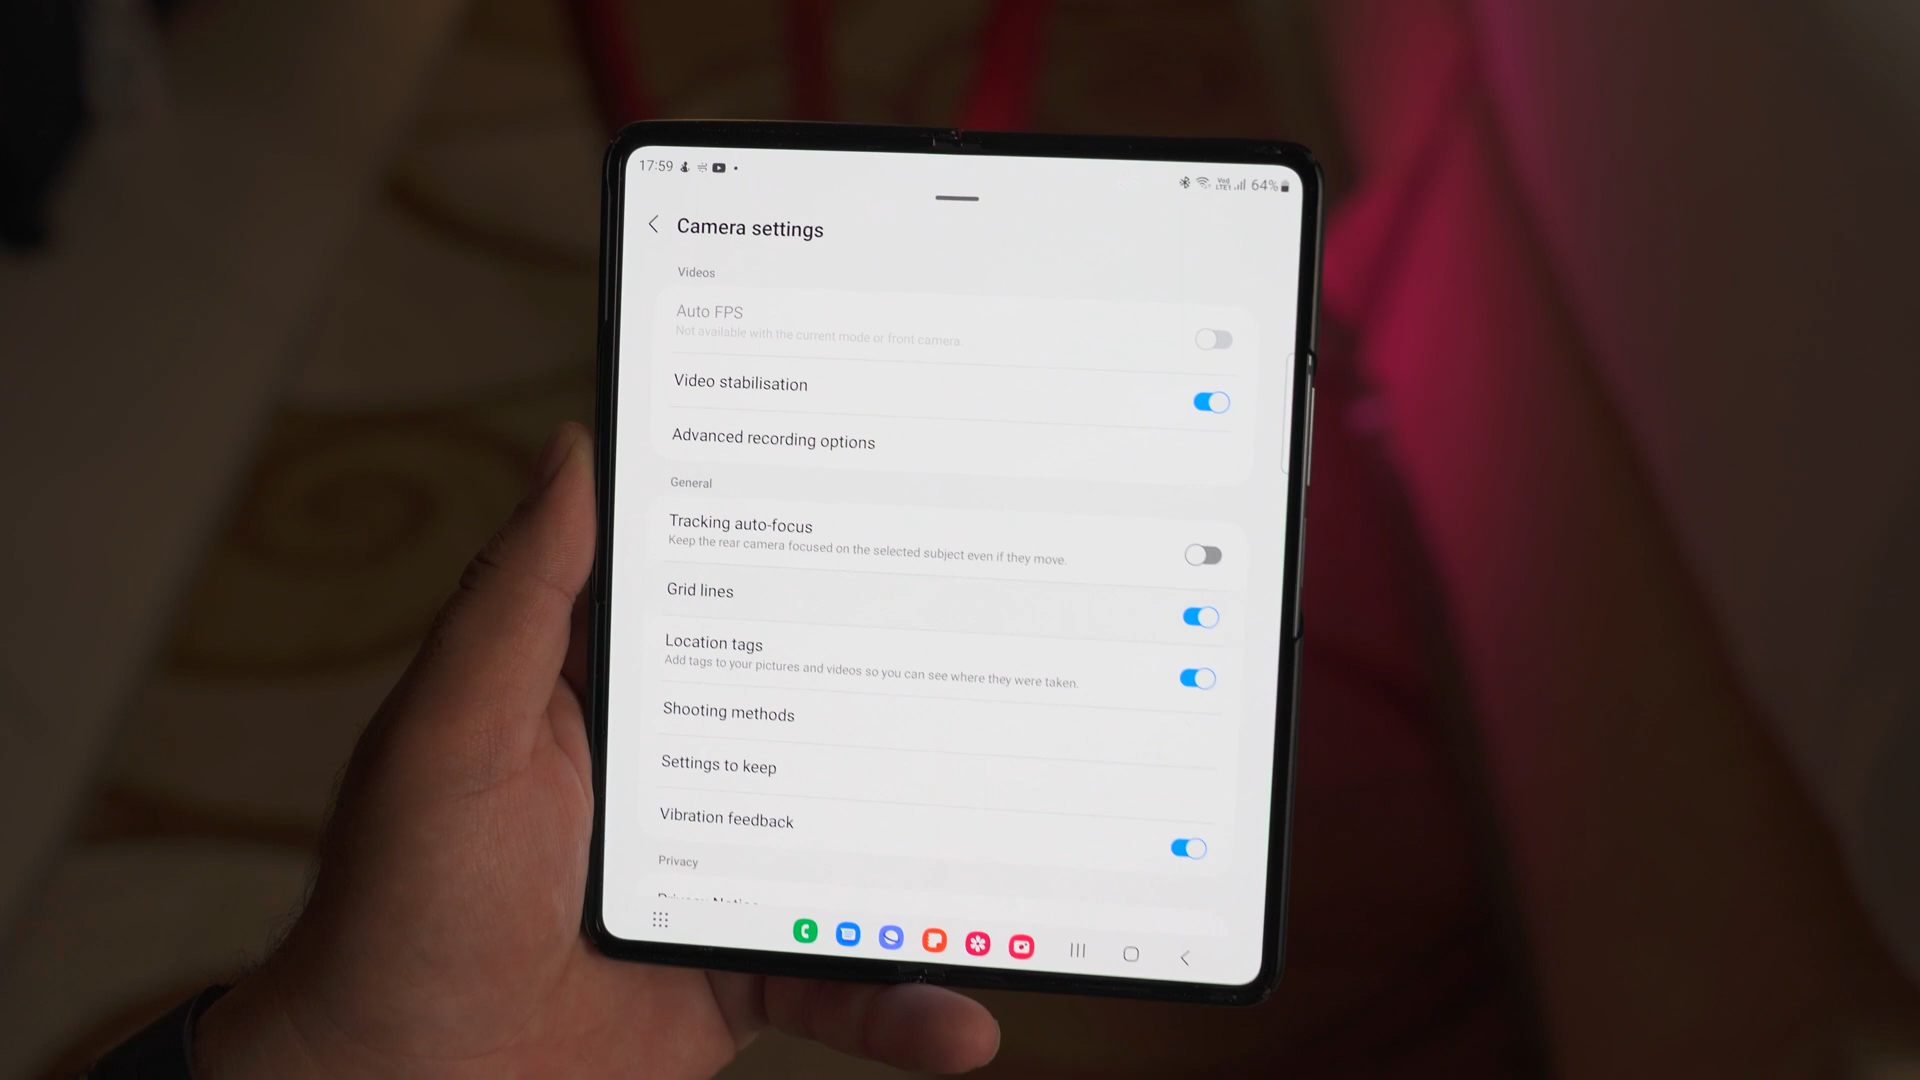 17:59
64%
Camera settings
Videos
Auto FPS
Not available with the current mode or front camera.
Video stabilisation
Advanced recording options
General
Tracking auto-focus
Keep the rear camera focused on the selected subject even if they move.
Grid lines
Location tags
Add tags to your pictures and videos so you can see where they were taken.
Shooting methods
Settings to keep
Vibration feedback
Privacy